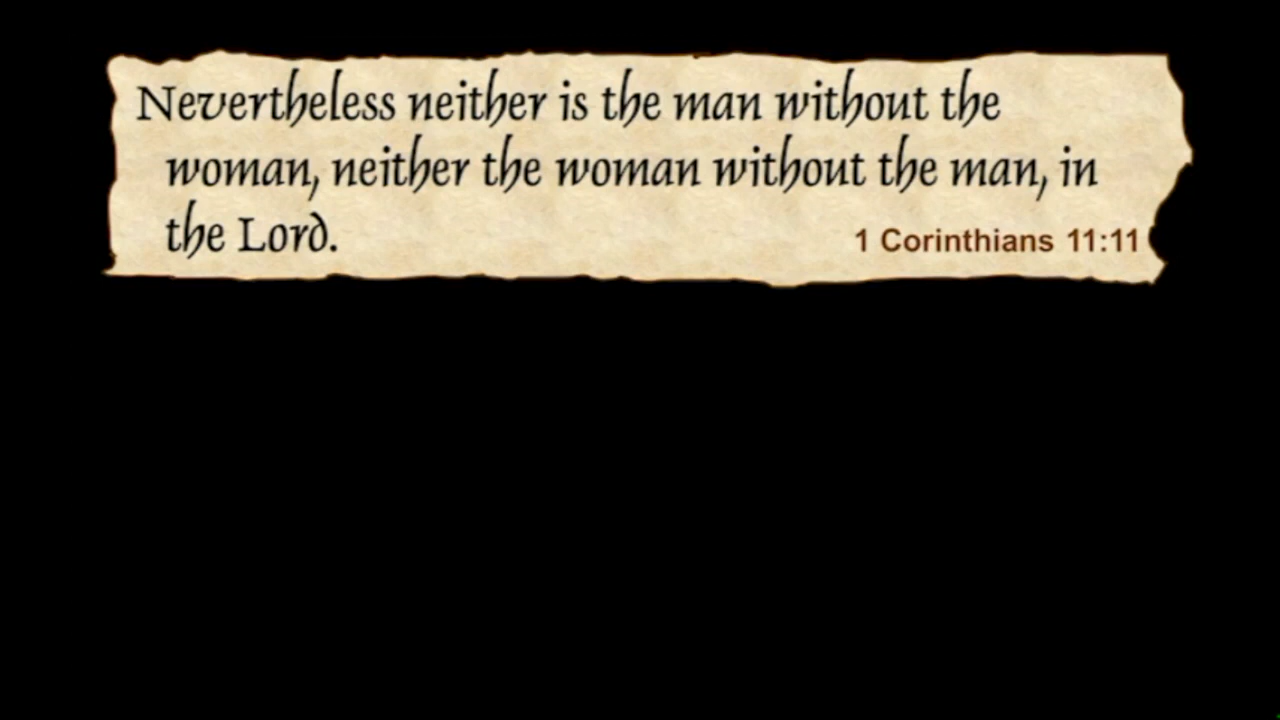 Nevertheless neither is the man without the
woman, neither the woman without the man, in
the Lord.
1 Corinthians 11:11